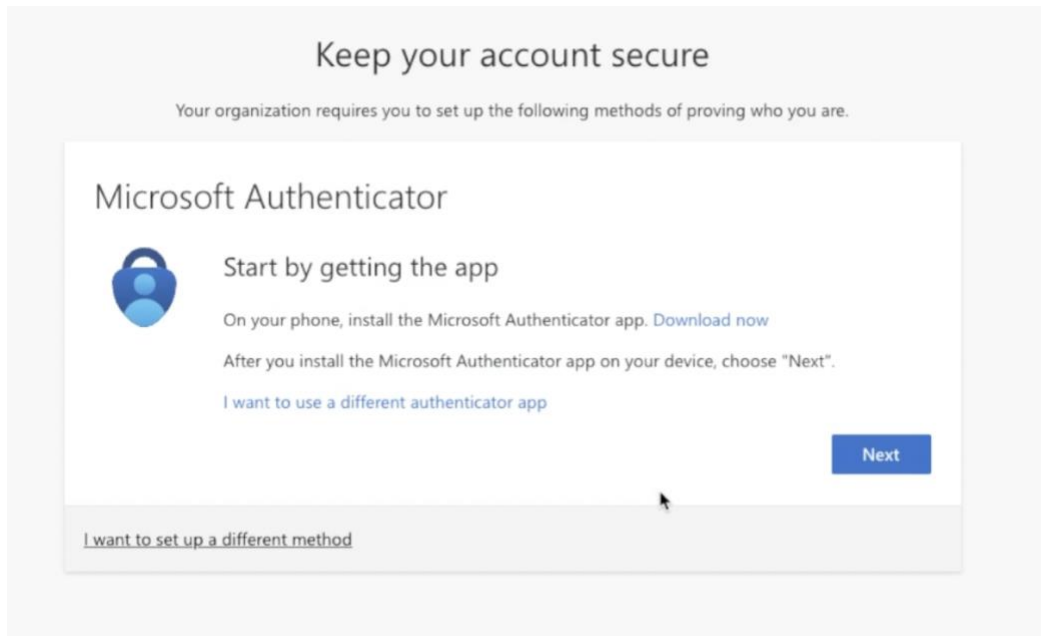 Keep your account secure
Your organization requires you to set up the following methods of proving who you are.
Microsoft Authenticator
Start by getting the app
On your phone, install the Microsoft Authenticator app. Download now
After you install the Microsoft Authenticator app on your device, choose "Next".
I want to use a different authenticator app
Next
I want to set up a different method